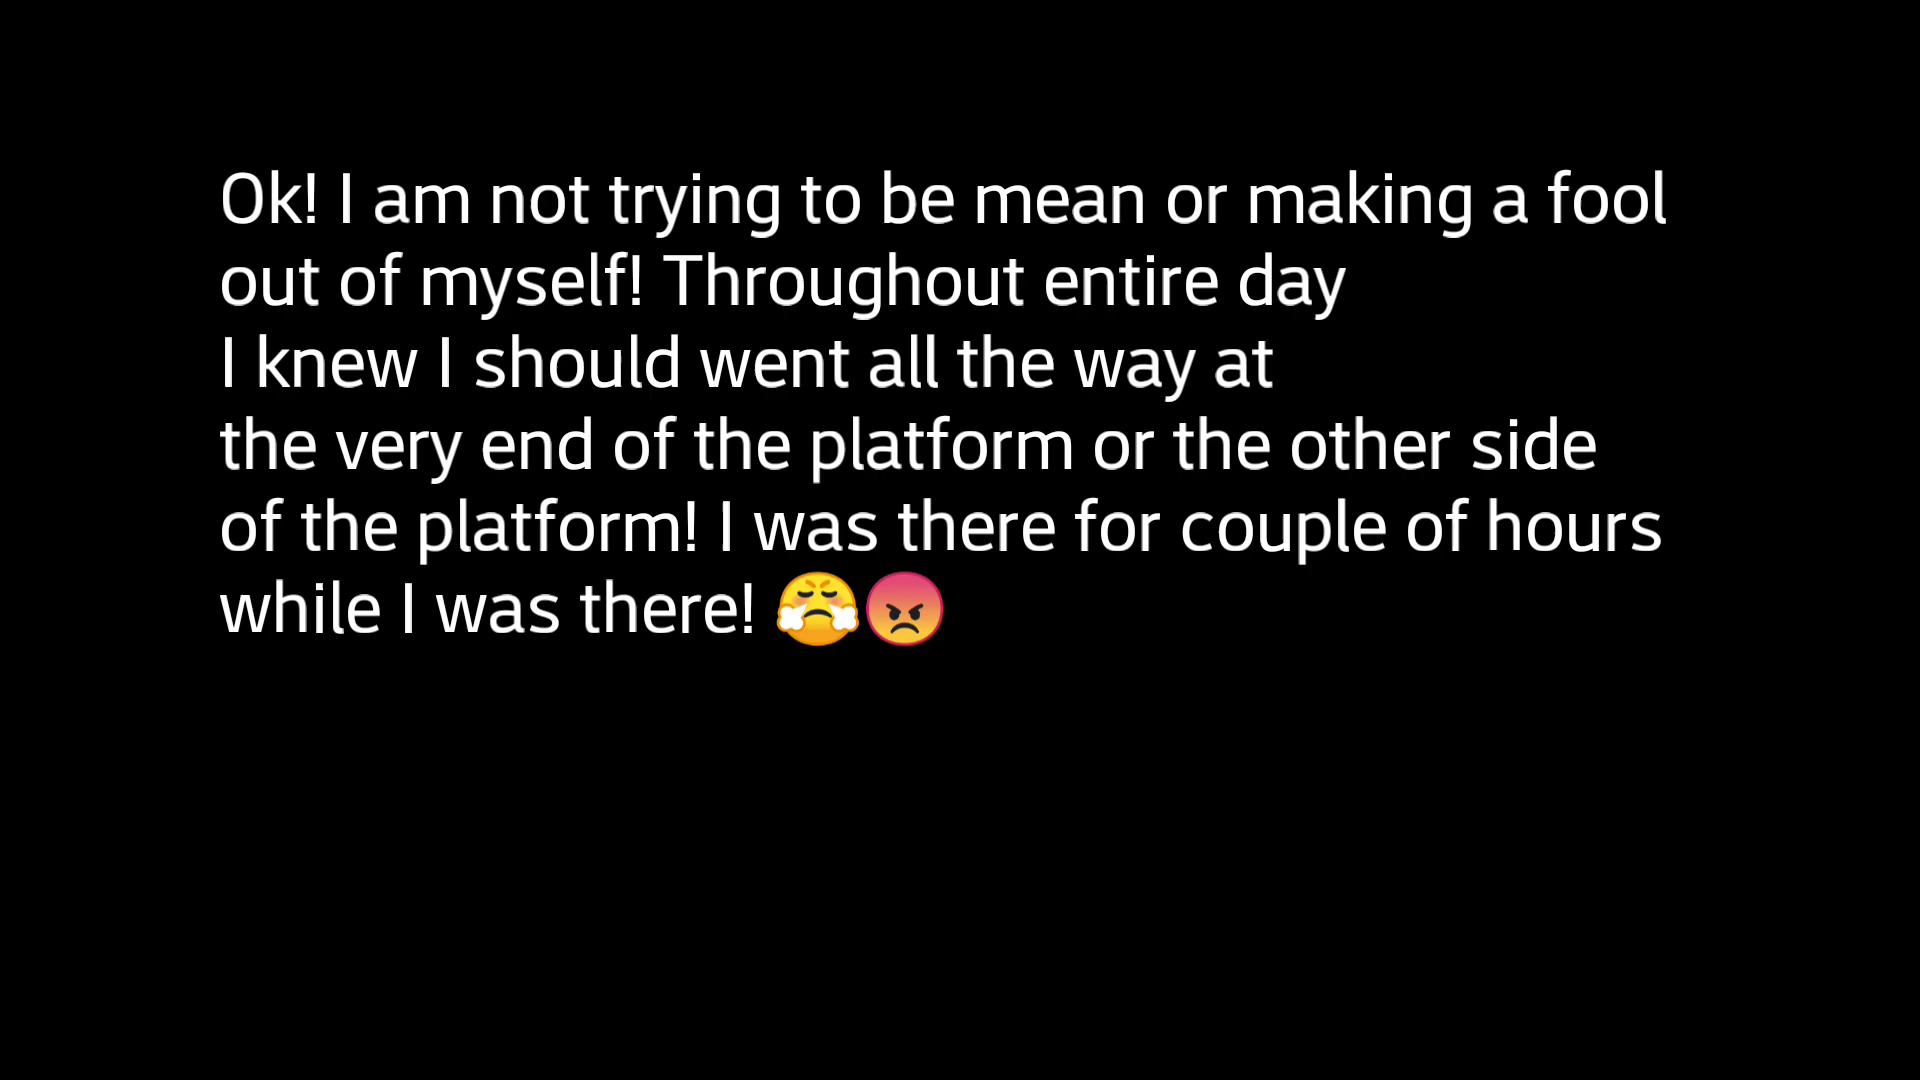 Ok! I am not trying to be mean or making a fool
out of myself! Throughout entire day
I knew I should went all the way at
the very end of the platform or the other side
of the platform! I was there for couple of hours
while I was there! 😤😡